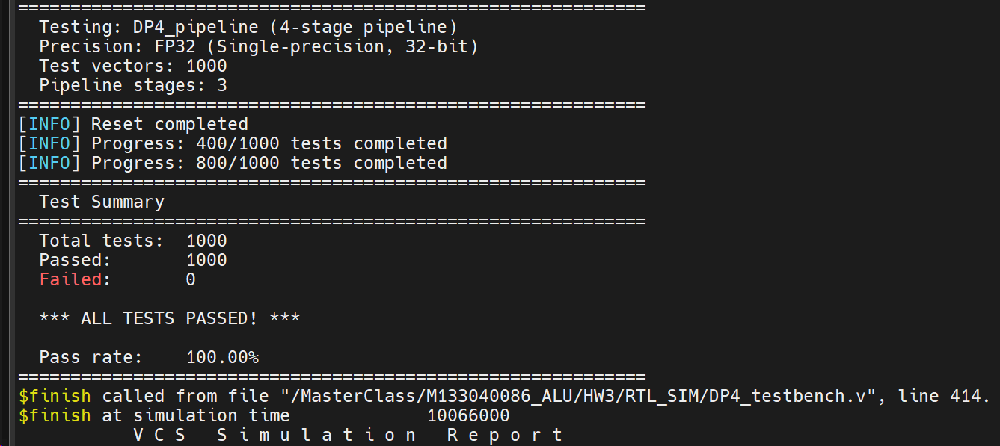 ============================================================
Testing: DP4_pipeline (4-stage pipeline)
Precision: FP32 (Single-precision, 32-bit)
Test vectors: 1000
Pipeline stages: 3
============================================================
[INFO] Reset completed
[INFO] Progress: 400/1000 tests completed
[INFO] Progress: 800/1000 tests completed
============================================================
Test Summary
============================================================
Total tests:  1000
Passed:       1000
Failed:       0
*** ALL TESTS PASSED! ***
Pass rate:    100.00%
============================================================
$finish called from file "/MasterClass/M133040086_ALU/HW3/RTL_SIM/DP4_testbench.v", line 414.
$finish at simulation time             10066000
V C S   S i m u l a t i o n   R e p o r t